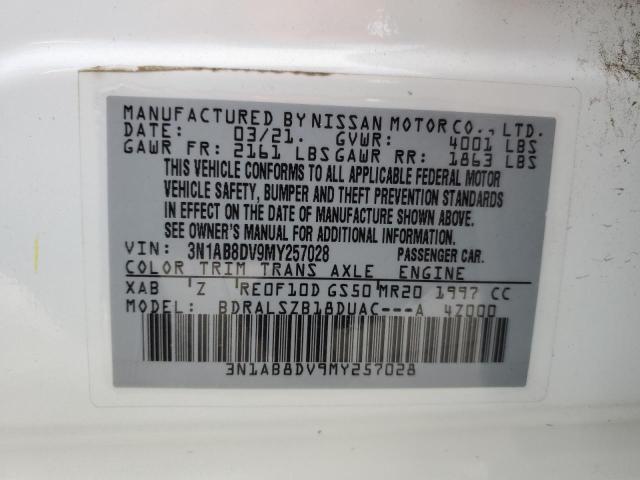 MANUFACTURED BY NISSAN MOTOR CO., LTD.
DATE: 03/21. GVWR: 4001 LBS
GAWR FR: 2161 LBS GAWR RR: 1863 LBS
THIS VEHICLE CONFORMS TO ALL APPLICABLE FEDERAL MOTOR
VEHICLE SAFETY, BUMPER AND THEFT PREVENTION STANDARDS
IN EFFECT ON THE DATE OF MANUFACTURE SHOWN ABOVE.
SEE OWNER'S MANUAL FOR ADDITIONAL INFORMATION.
VIN: 3N1AB8DV9MY257028 PASSENGER CAR.
COLOR TRIM TRANS AXLE ENGINE
XAB Z RE0F10D GS50 MR20 1997 CC
MODEL: BDRALSZB18DUAC---A 4Z000
3N1AB8DV9MY257028